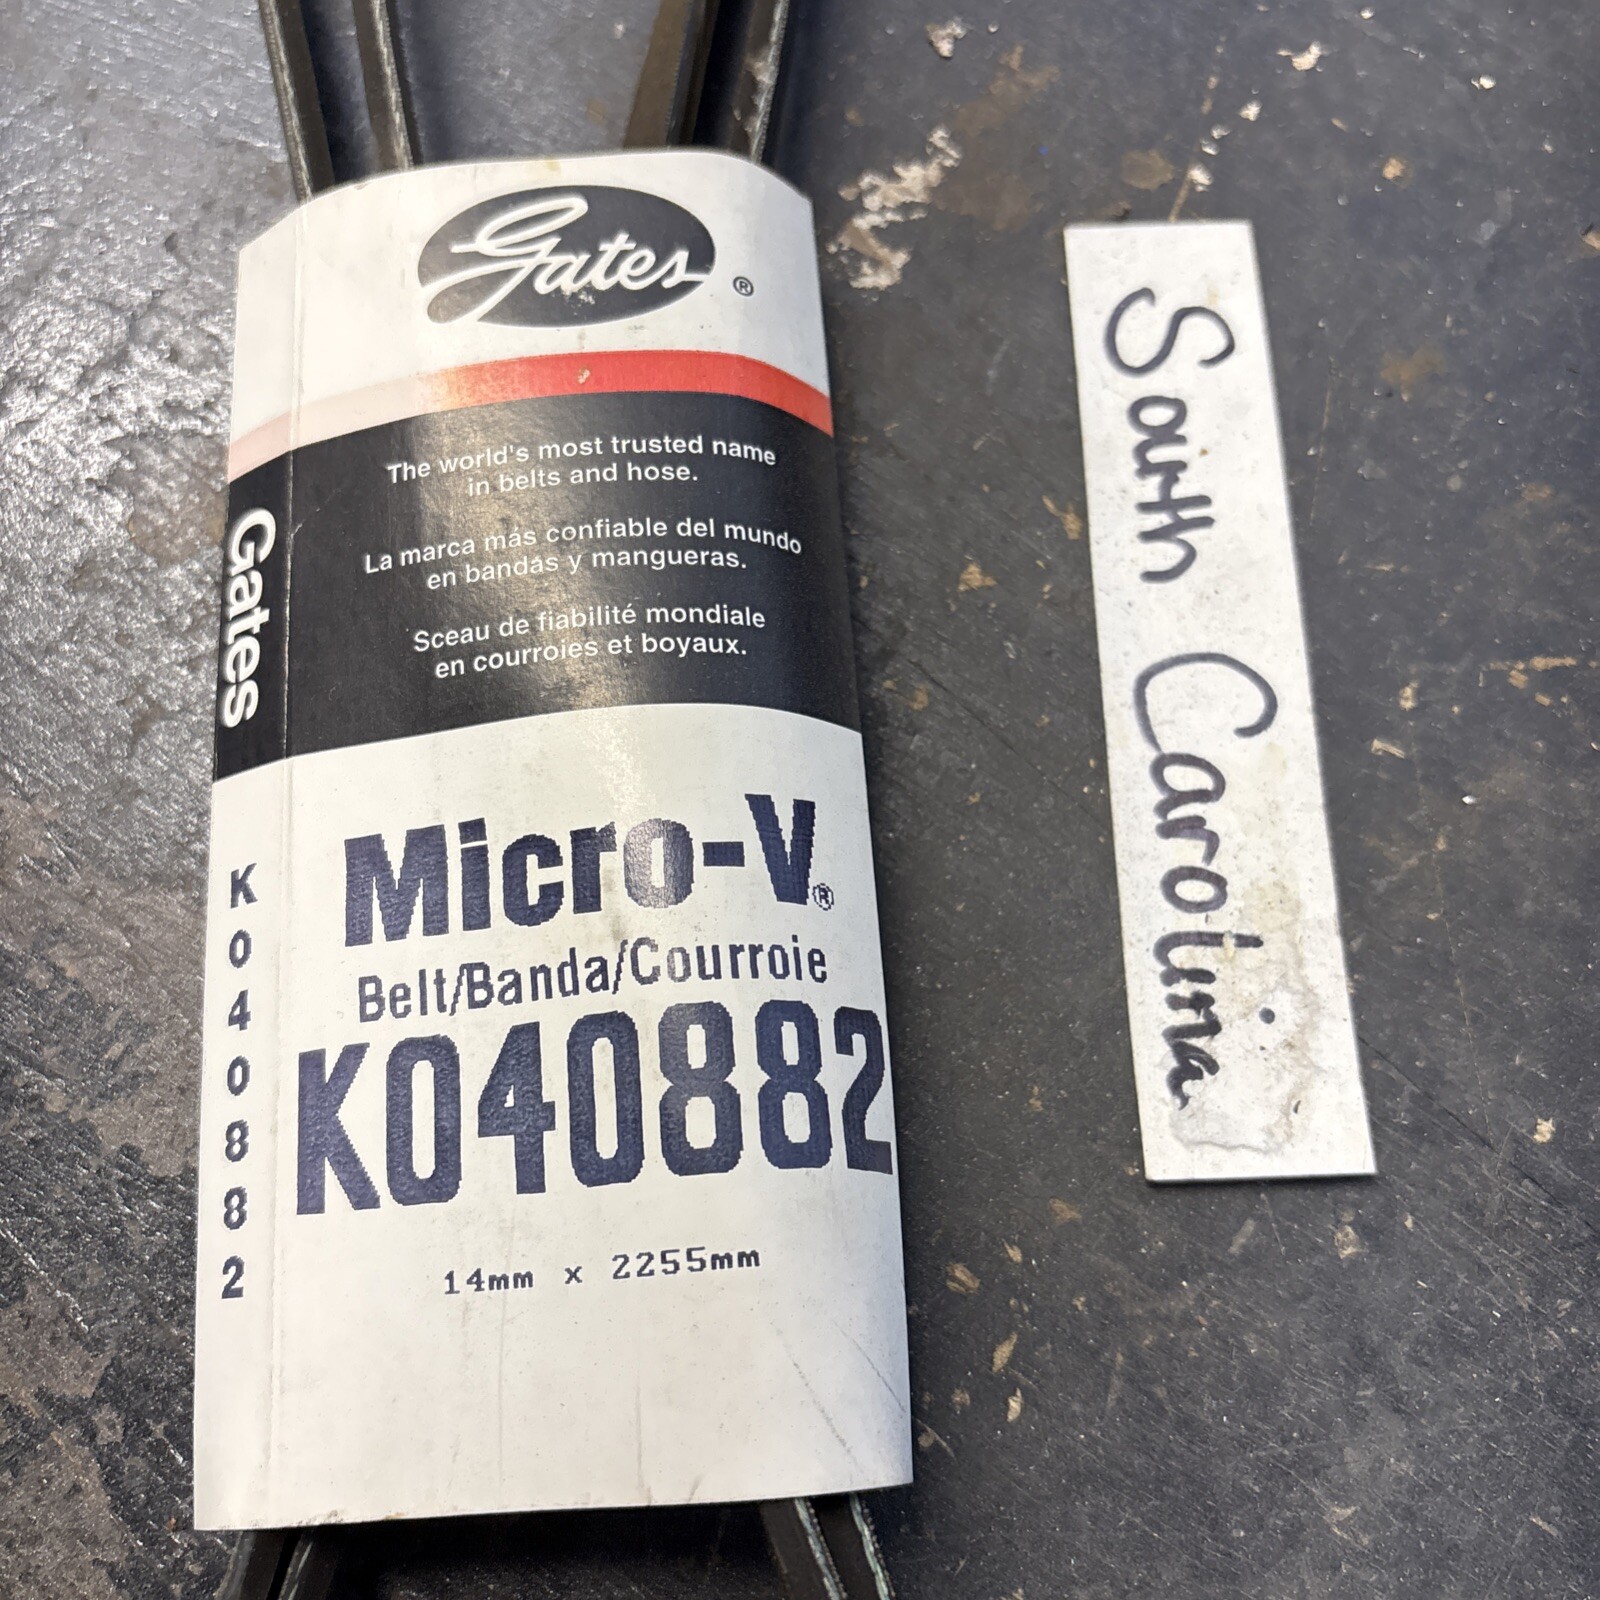 Gates®
The world's most trusted name
in belts and hose.
La marca más confiable del mundo
en bandas y mangueras.
Sceau de fiabilité mondiale
en courroies et boyaux.
Gates
Micro-V®
Belt/Banda/Courroie
K040882
14mm x 2255mm
K040882
South Carolina